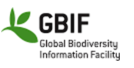 GBIF
Global Biodiversity
Information Facility